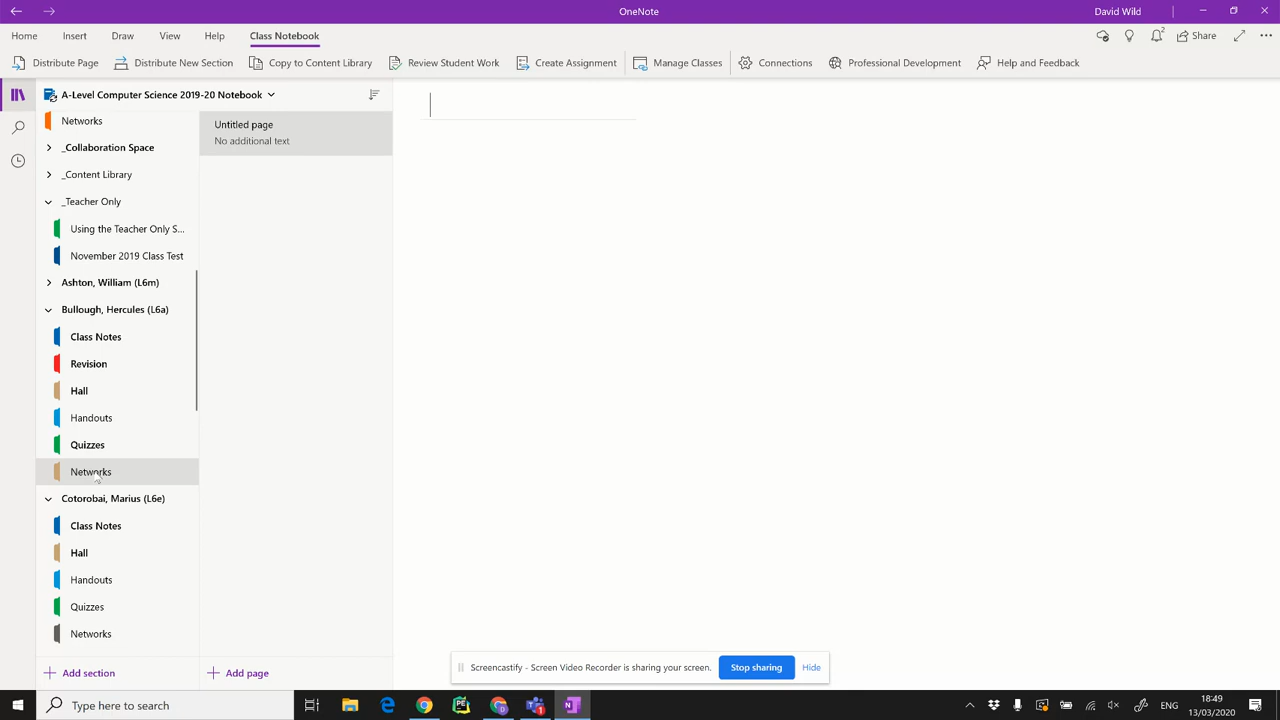 OneNote
David Wild
Home Insert Draw View Help Class Notebook
2 Share
Distribute Page Distribute New Section Copy to Content Library Review Student Work Create Assignment Manage Classes Connections Professional Development Help and Feedback
A-Level Computer Science 2019-20 Notebook
Networks
_Collaboration Space
_Content Library
_Teacher Only
Using the Teacher Only S...
November 2019 Class Test
Ashton, William (L6m)
Bullough, Hercules (L6a)
Class Notes
Revision
Hall
Handouts
Quizzes
Networks
Cotorobai, Marius (L6e)
Class Notes
Hall
Handouts
Quizzes
Networks
Add section
Untitled page
No additional text
Add page
Screencastify - Screen Video Recorder is sharing your screen. Stop sharing Hide
Type here to search
ENG
18:49
13/03/2020